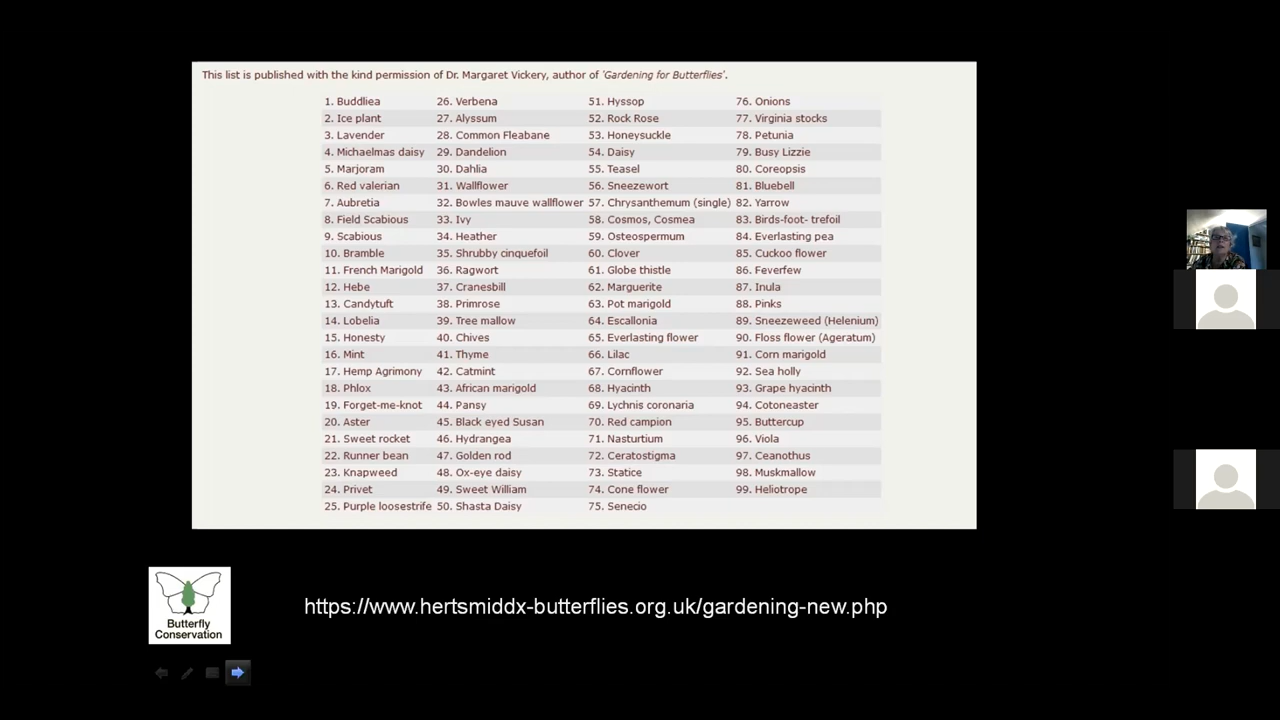 This list is published with the kind permission of Dr. Margaret Vickery, author of 'Gardening for Butterflies'.
1. Buddliea 26. Verbena 51. Hyssop 76. Onions
2. Ice plant 27. Alyssum 52. Rock Rose 77. Virginia stocks
3. Lavender 28. Common Fleabane 53. Honeysuckle 78. Petunia
4. Michaelmas daisy 29. Dandelion 54. Daisy 79. Busy Lizzie
5. Marjoram 30. Dahlia 55. Teasel 80. Coreopsis
6. Red valerian 31. Wallflower 56. Sneezewort 81. Bluebell
7. Aubretia 32. Bowles mauve wallflower 57. Chrysanthemum (single) 82. Yarrow
8. Field Scabious 33. Ivy 58. Cosmos, Cosmea 83. Birds-foot- trefoil
9. Scabious 34. Heather 59. Osteospermum 84. Everlasting pea
10. Bramble 35. Shrubby cinquefoil 60. Clover 85. Cuckoo flower
11. French Marigold 36. Ragwort 61. Globe thistle 86. Feverfew
12. Hebe 37. Cranesbill 62. Marguerite 87. Inula
13. Candytuft 38. Primrose 63. Pot marigold 88. Pinks
14. Lobelia 39. Tree mallow 64. Escallonia 89. Sneezeweed (Helenium)
15. Honesty 40. Chives 65. Everlasting flower 90. Floss flower (Ageratum)
16. Mint 41. Thyme 66. Lilac 91. Corn marigold
17. Hemp Agrimony 42. Catmint 67. Cornflower 92. Sea holly
18. Phlox 43. African marigold 68. Hyacinth 93. Grape hyacinth
19. Forget-me-knot 44. Pansy 69. Lychnis coronaria 94. Cotoneaster
20. Aster 45. Black eyed Susan 70. Red campion 95. Buttercup
21. Sweet rocket 46. Hydrangea 71. Nasturtium 96. Viola
22. Runner bean 47. Golden rod 72. Ceratostigma 97. Ceanothus
23. Knapweed 48. Ox-eye daisy 73. Statice 98. Muskmallow
24. Privet 49. Sweet William 74. Cone flower 99. Heliotrope
25. Purple loosestrife 50. Shasta Daisy 75. Senecio
Butterfly
Conservation
https://www.hertsmiddx-butterflies.org.uk/gardening-new.php